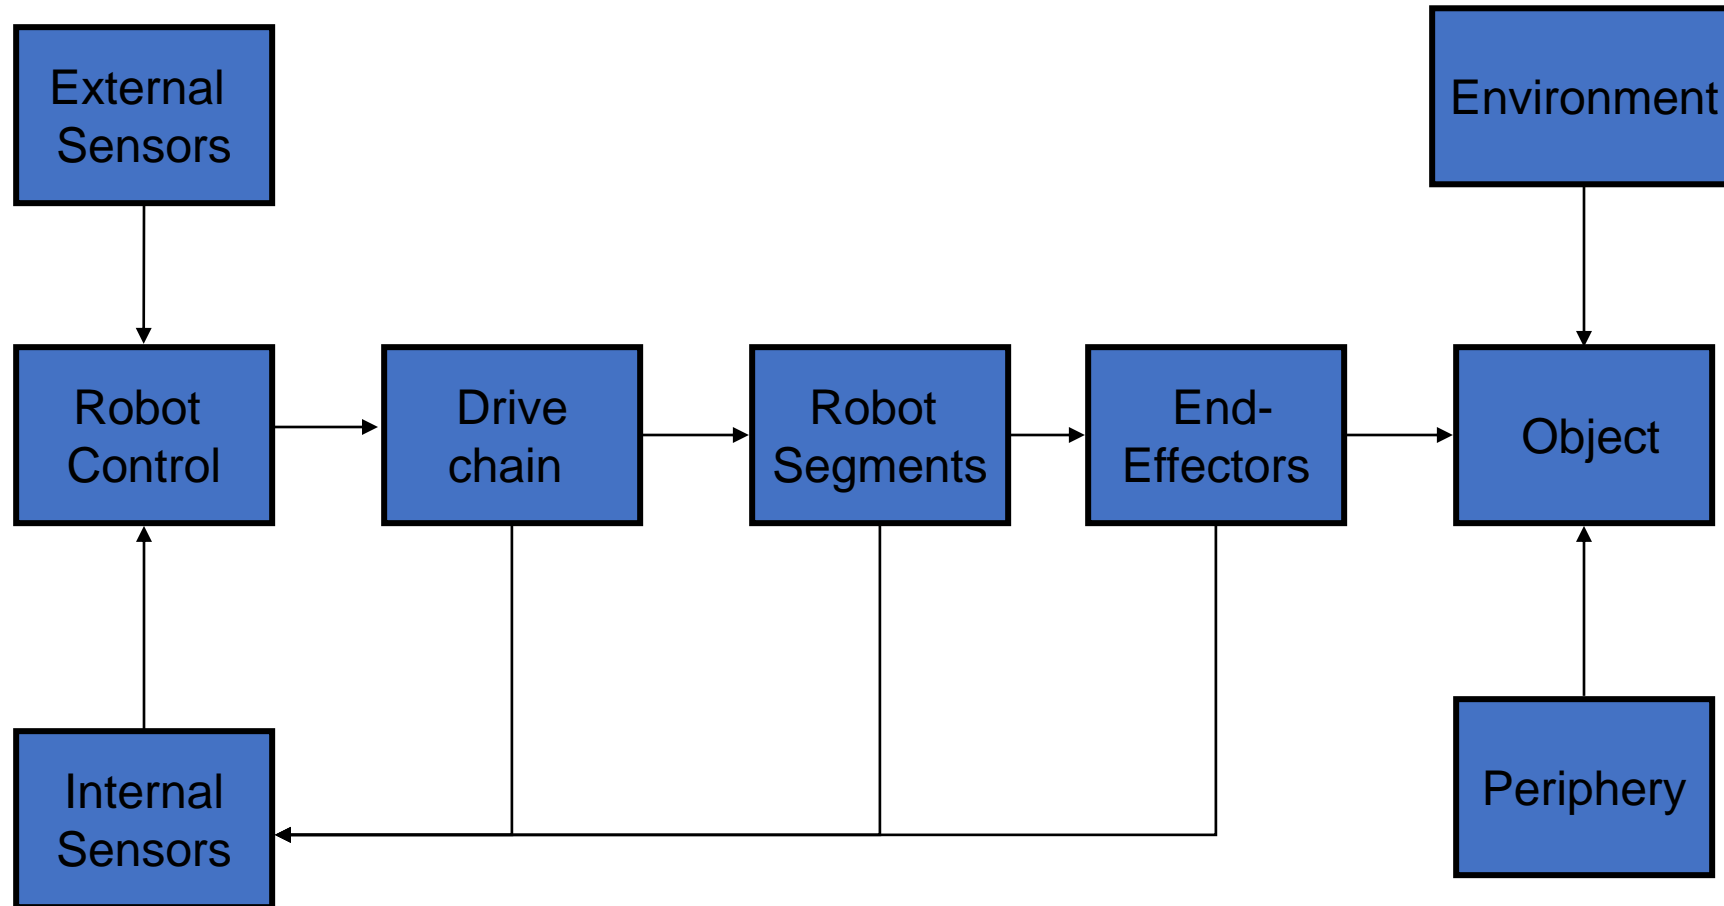 External
Sensors
Environment
Robot
Control
Drive
chain
Robot
Segments
End-
Effectors
Object
Internal
Sensors
Periphery